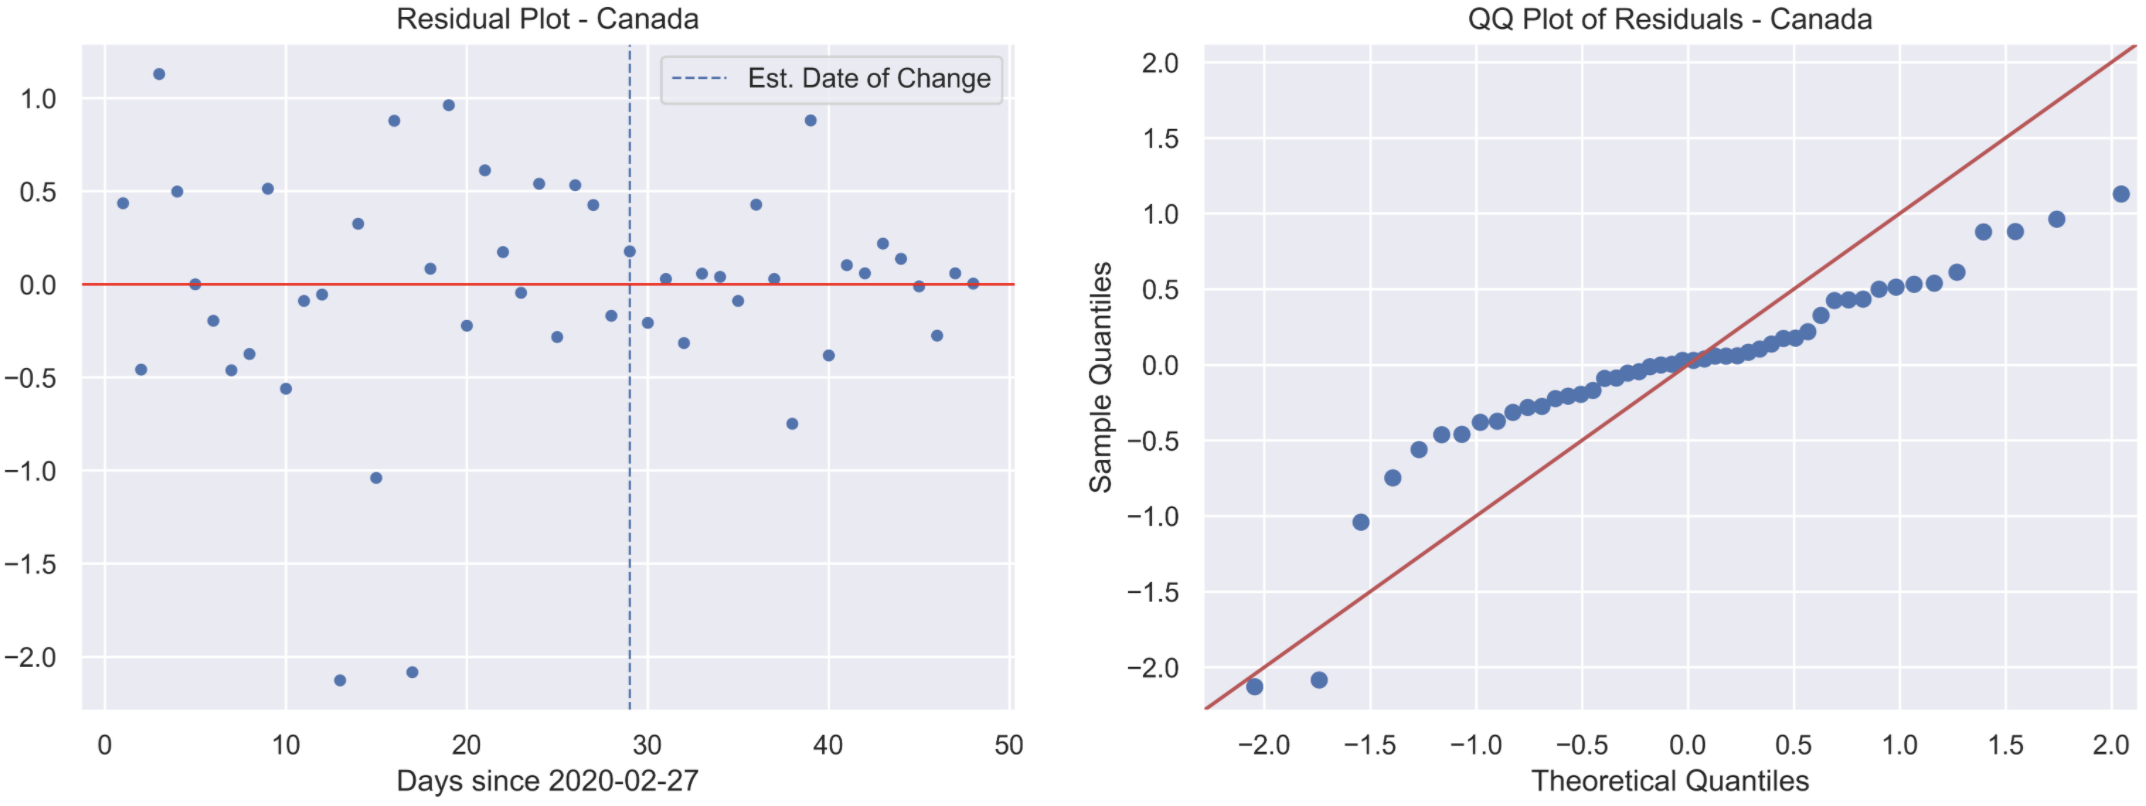 Residual Plot - Canada
Est. Date of Change
1.0
0.5
0.0
−0.5
−1.0
−1.5
−2.0
0 10 20 30 40 50
Days since 2020-02-27
QQ Plot of Residuals - Canada
Sample Quantiles
2.0
1.5
1.0
0.5
0.0
−0.5
−1.0
−1.5
−2.0
−2.0 −1.5 −1.0 −0.5 0.0 0.5 1.0 1.5 2.0
Theoretical Quantiles